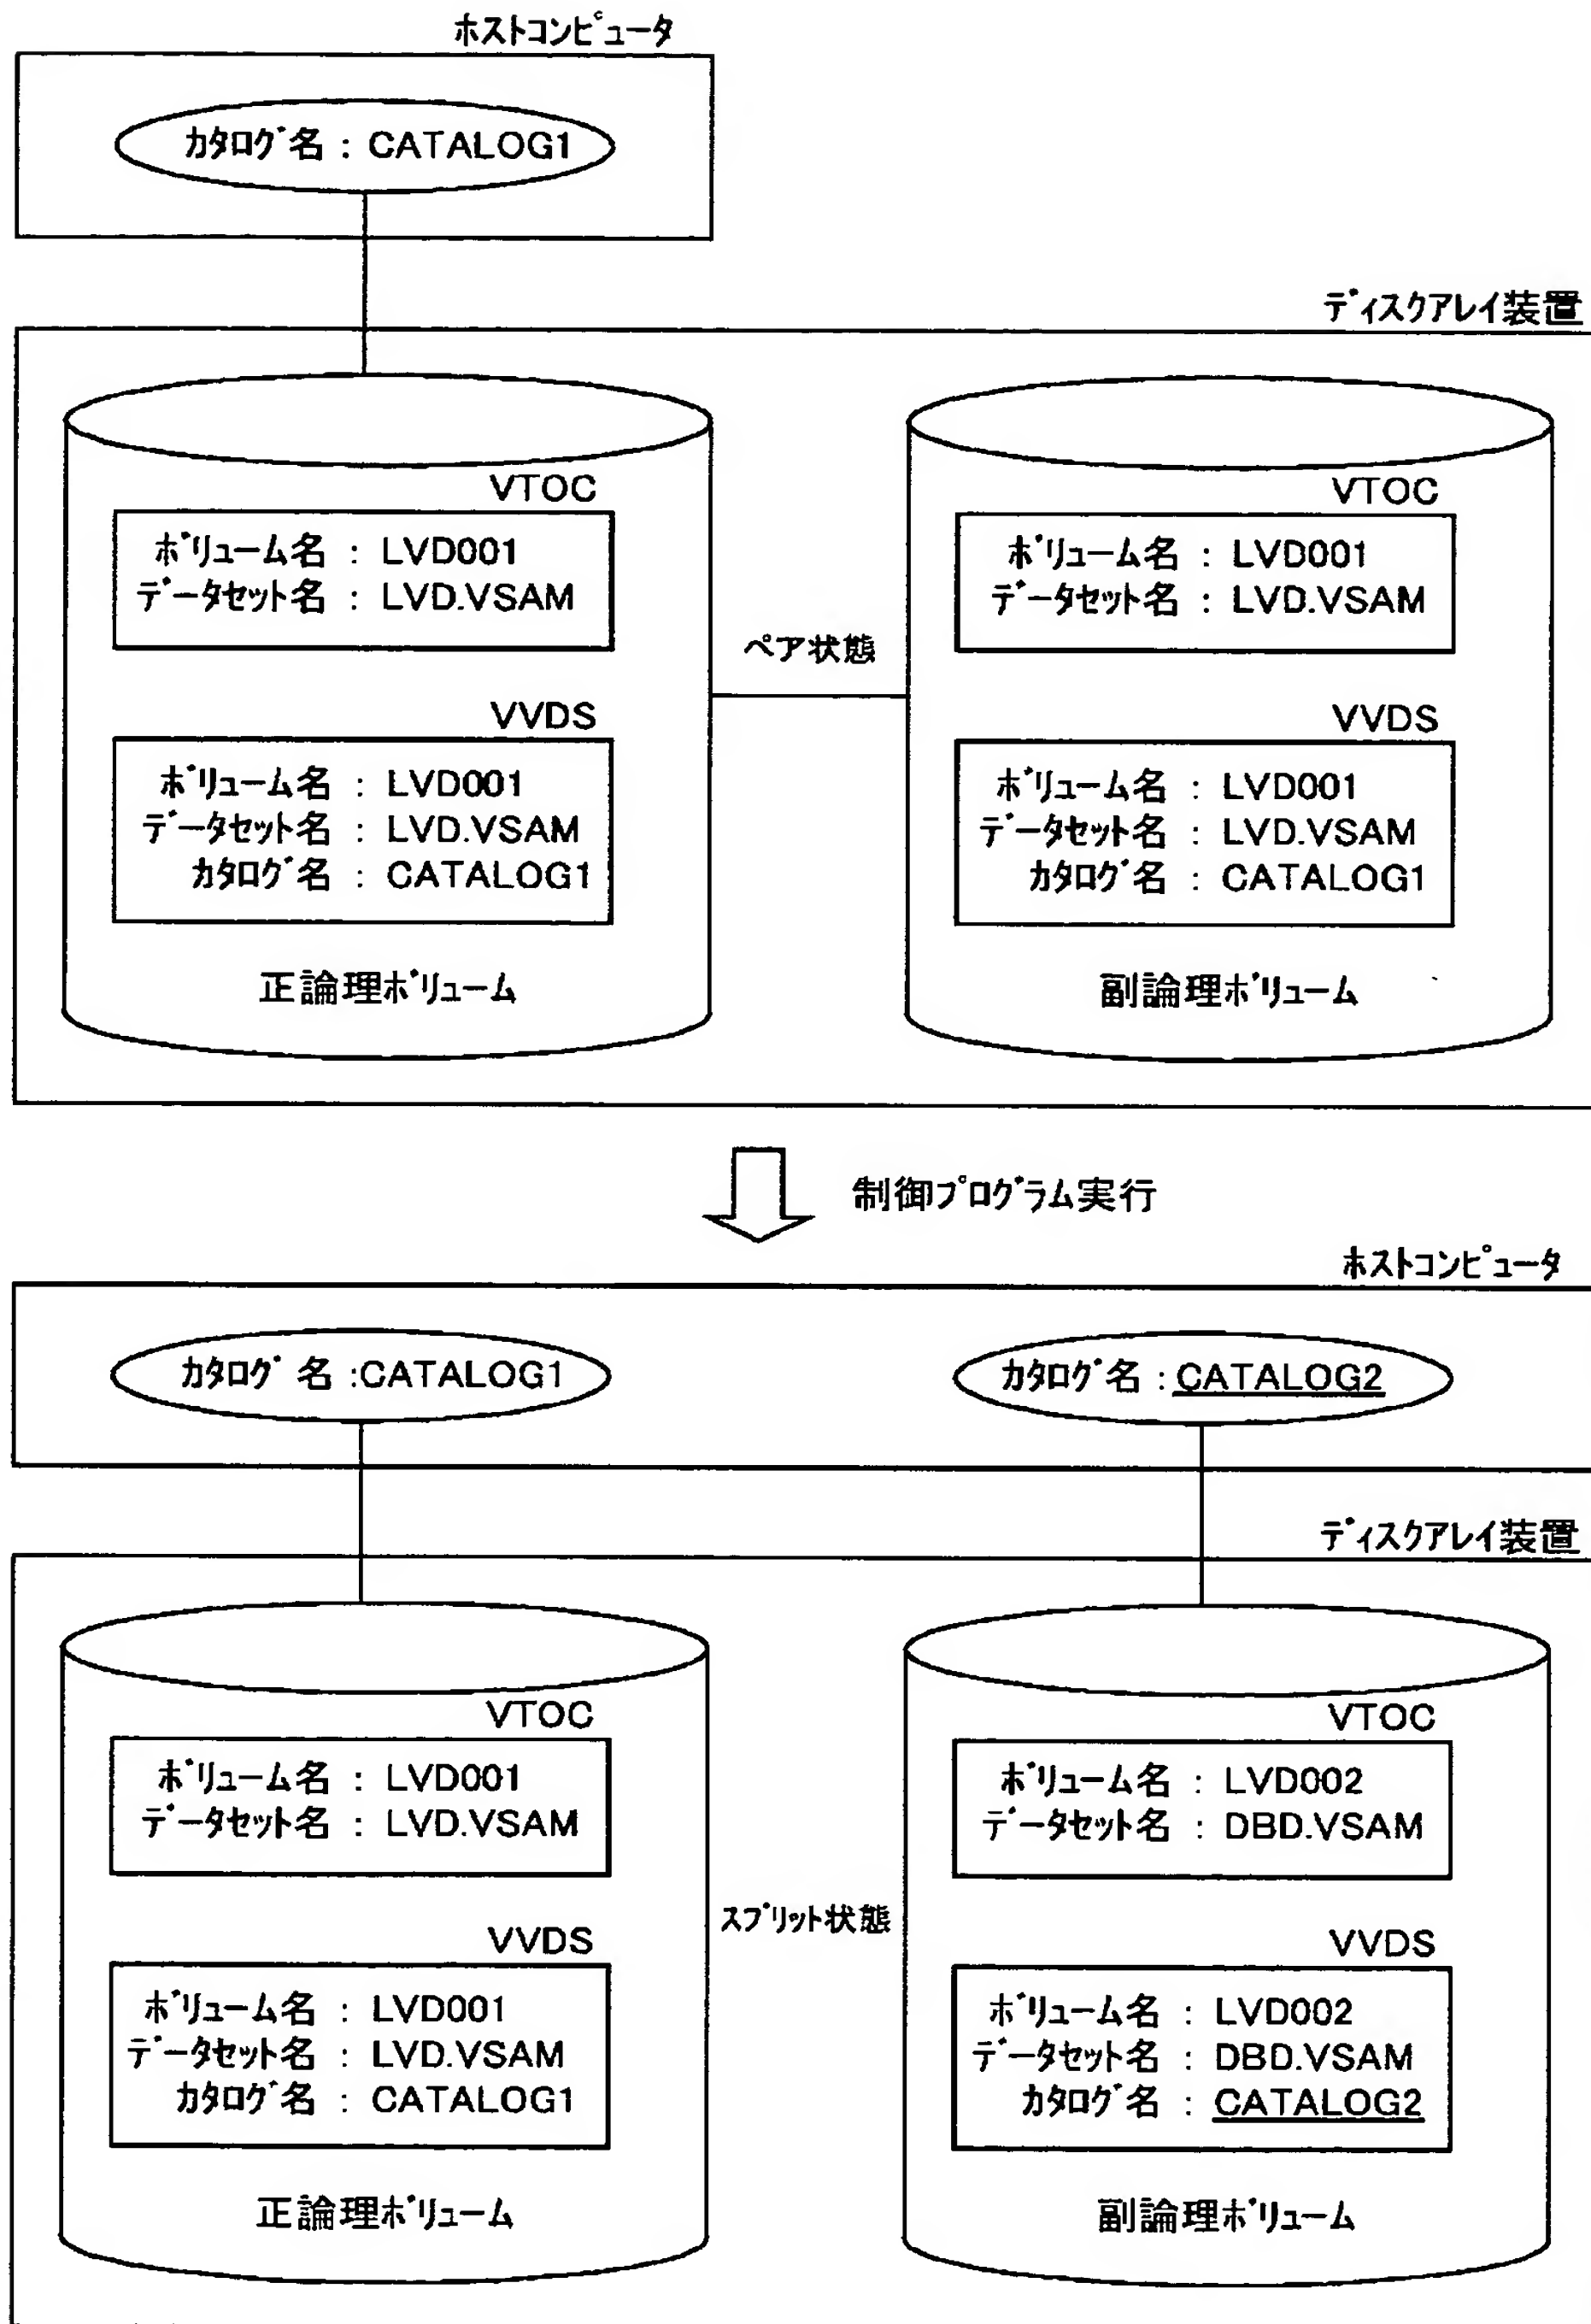 ホストコンピュータ
カタログ名 : CATALOG1
ディスクアレイ装置
VTOC
ボリューム名 : LVD001
データセット名 : LVD.VSAM
VVDS
ボリューム名 : LVD001
データセット名 : LVD.VSAM
カタログ名 : CATALOG1
正論理ボリューム
ペア状態
VTOC
ボリューム名 : LVD001
データセット名 : LVD.VSAM
VVDS
ボリューム名 : LVD001
データセット名 : LVD.VSAM
カタログ名 : CATALOG1
副論理ボリューム
制御プログラム実行
ホストコンピュータ
カタログ 名 :CATALOG1
カタログ名 : CATALOG2
ディスクアレイ装置
VTOC
ボリューム名 : LVD001
データセット名 : LVD.VSAM
VVDS
ボリューム名 : LVD001
データセット名 : LVD.VSAM
カタログ名 : CATALOG1
正論理ボリューム
スプリット状態
VTOC
ボリューム名 : LVD002
データセット名 : DBD.VSAM
VVDS
ボリューム名 : LVD002
データセット名 : DBD.VSAM
カタログ名 : CATALOG2
副論理ボリューム